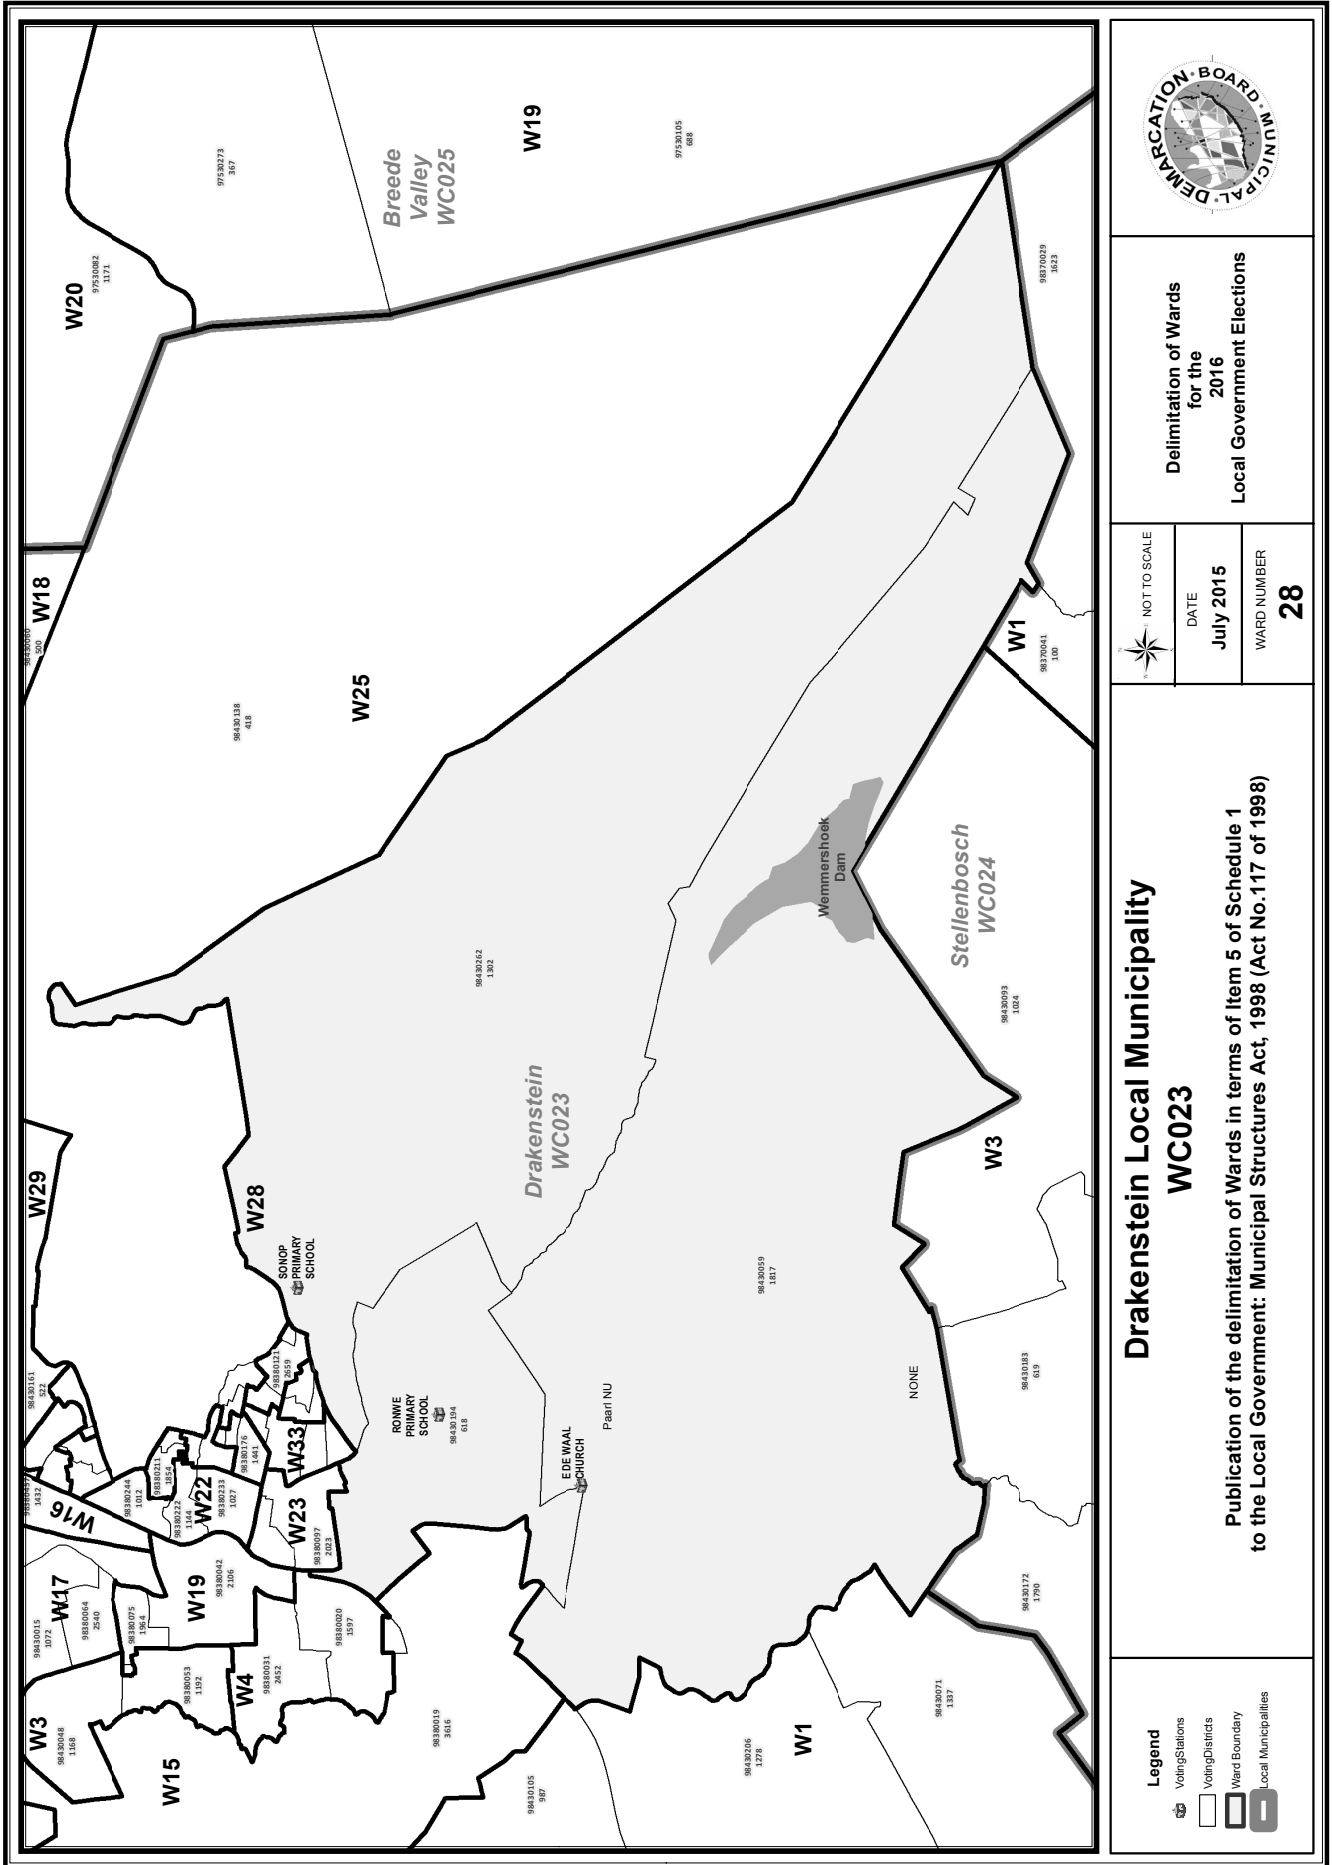 W3
98430048
1168
98430015
1072
W17
98380064
2540
W16
98380457
1432
98430161
522
W29
98430060
500
W18
W20
97530082
1171
97530273
367
Breede
Valley
WC025
W19
97530105
688
W15
98380053
1192
98380075
1964
W19
98380042
2106
98380244
1012
98380211
1854
98380222
1144
W22
98380233
1027
98380176
1441
98380121
2659
W33
W23
98380097
2023
W4
98380031
2452
98380020
1597
98380019
3616
W28
SONOP
PRIMARY
SCHOOL
98430138
418
W25
RONWE
PRIMARY
SCHOOL
98430194
618
98430262
1302
Drakenstein
WC023
E DE WAAL
CHURCH
Paarl NU
98430105
987
98430206
1278
W1
98430059
1817
Wemmershoek
Dam
NONE
98430071
1337
Stellenbosch
WC024
W3
98430093
1024
98430183
619
98430172
1790
W1
98370041
100
98370029
1623
Legend
VotingStations
VotingDistricts
Ward Boundary
Local Municipalities
Drakenstein Local Municipality
WC023
Publication of the delimitation of Wards in terms of Item 5 of Schedule 1
to the Local Government: Municipal Structures Act, 1998 (Act No.117 of 1998)
N
E
S
W
NOT TO SCALE
DATE
July 2015
WARD NUMBER
28
Delimitation of Wards
for the
2016
Local Government Elections
MUNICIPAL DEMARCATION BOARD